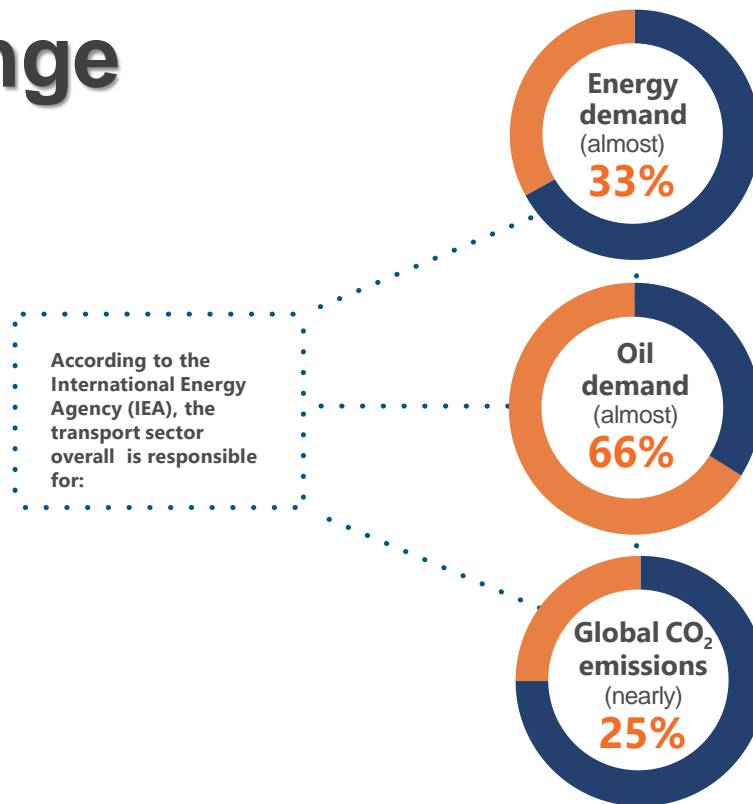 nge
According to the
International Energy
Agency (IEA), the
transport sector
overall is responsible
for:
Energy
demand
(almost)
33%
Oil
demand
(almost)
66%
Global CO₂
emissions
(nearly)
25%